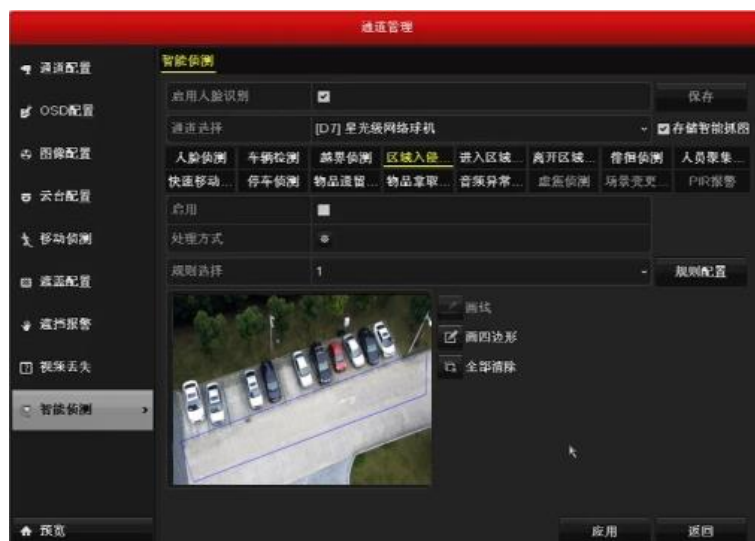 通道管理
通道配置
OSD配置
图像配置
云台配置
移动侦测
遮盖配置
遮挡报警
视频丢失
智能侦测
预览
智能侦测
启用人脸识别 保存
通道选择 [D7] 星光级网络球机 存储智能抓图
人脸侦测 车辆检测 越界侦测 区域入侵... 进入区域... 离开区域... 徘徊侦测 人员聚集...
快速移动... 停车侦测 物品遗留... 物品拿取... 音频异常... 虚焦侦测 场景变更... PIR报警
启用
处理方式
规则选择 1 规则配置
画线
画四边形
全部清除
应用 返回